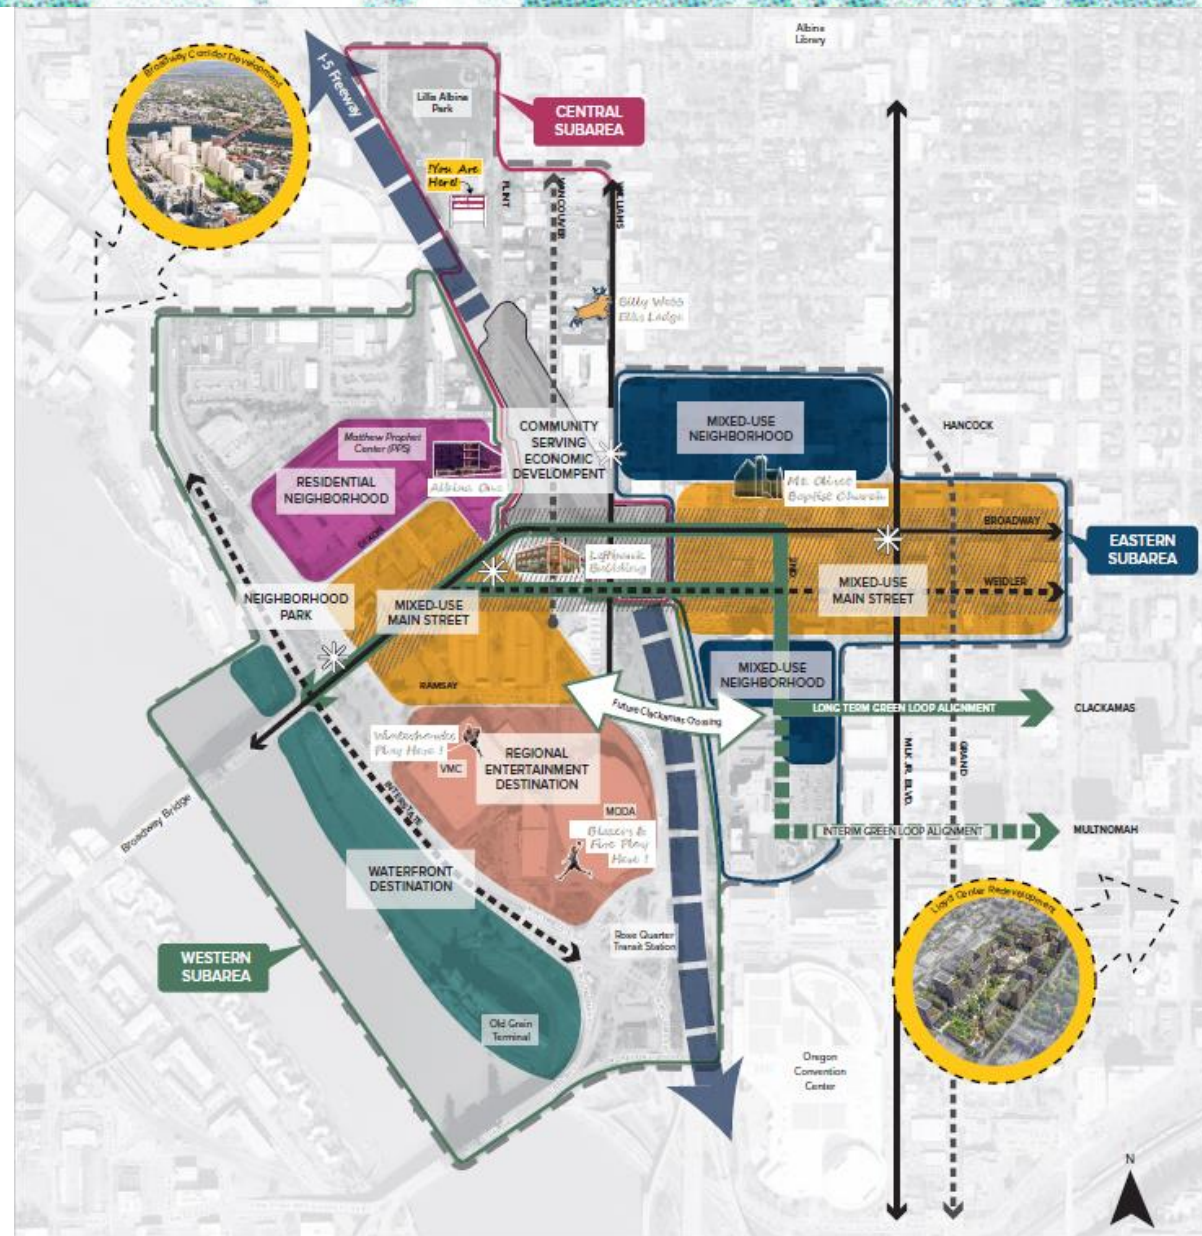 Albina
Library
Broadway Corridor Development
I-5 Freeway
Lillis Albina
Park
CENTRAL
SUBAREA
You Are
Here!
FLINT
VANCOUVER
WILLIAMS
Billy Webb
Elks Lodge
COMMUNITY
SERVING
ECONOMIC
DEVELOPMENT
MIXED-USE
NEIGHBORHOOD
HANCOCK
Matthew Prophet
Center (PPS)
Albina One
RESIDENTIAL
NEIGHBORHOOD
DIXON
Mt. Olivet
Baptist Church
BROADWAY
EASTERN
SUBAREA
Leftbank
Building
2ND
WEIDLER
MIXED-USE
MAIN STREET
NEIGHBORHOOD
PARK
MIXED-USE
MAIN STREET
MIXED-USE
NEIGHBORHOOD
RAMSAY
Future Clackamas Crossing
LONG TERM GREEN LOOP ALIGNMENT
CLACKAMAS
Winterhawks
Play Here!
VMC
REGIONAL
ENTERTAINMENT
DESTINATION
MLK JR. BLVD.
GRAND
INTERSTATE
MODA
Blazers &
Fire Play
Here!
Broadway Bridge
INTERIM GREEN LOOP ALIGNMENT
MULTNOMAH
WATERFRONT
DESTINATION
Lloyd Center Redevelopment
Rose Quarter
Transit Station
WESTERN
SUBAREA
Old Grain
Terminal
Oregon
Convention
Center
N